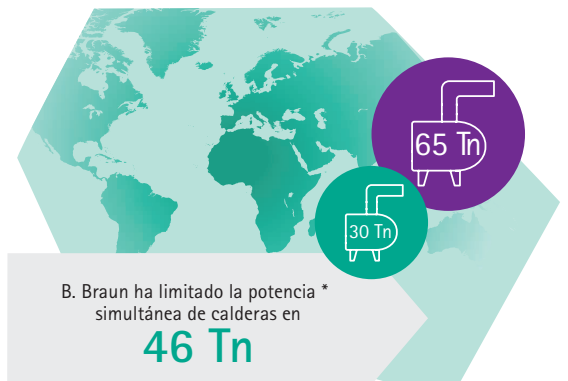 65 Tn
30 Tn
B. Braun ha limitado la potencia *
simultánea de calderas en
46 Tn